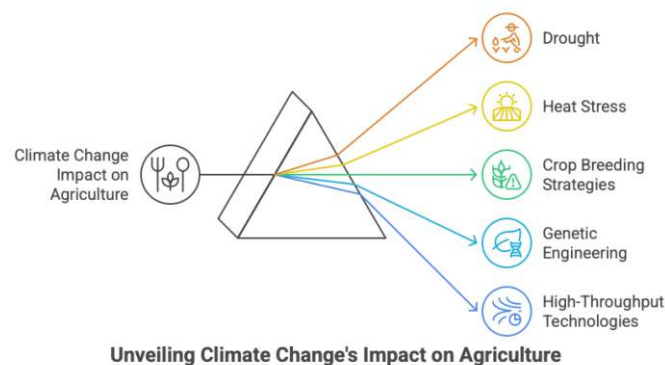 Climate Change
Impact on
Agriculture
Drought
Heat Stress
Crop Breeding
Strategies
Genetic
Engineering
High-Throughput
Technologies
Unveiling Climate Change's Impact on Agriculture